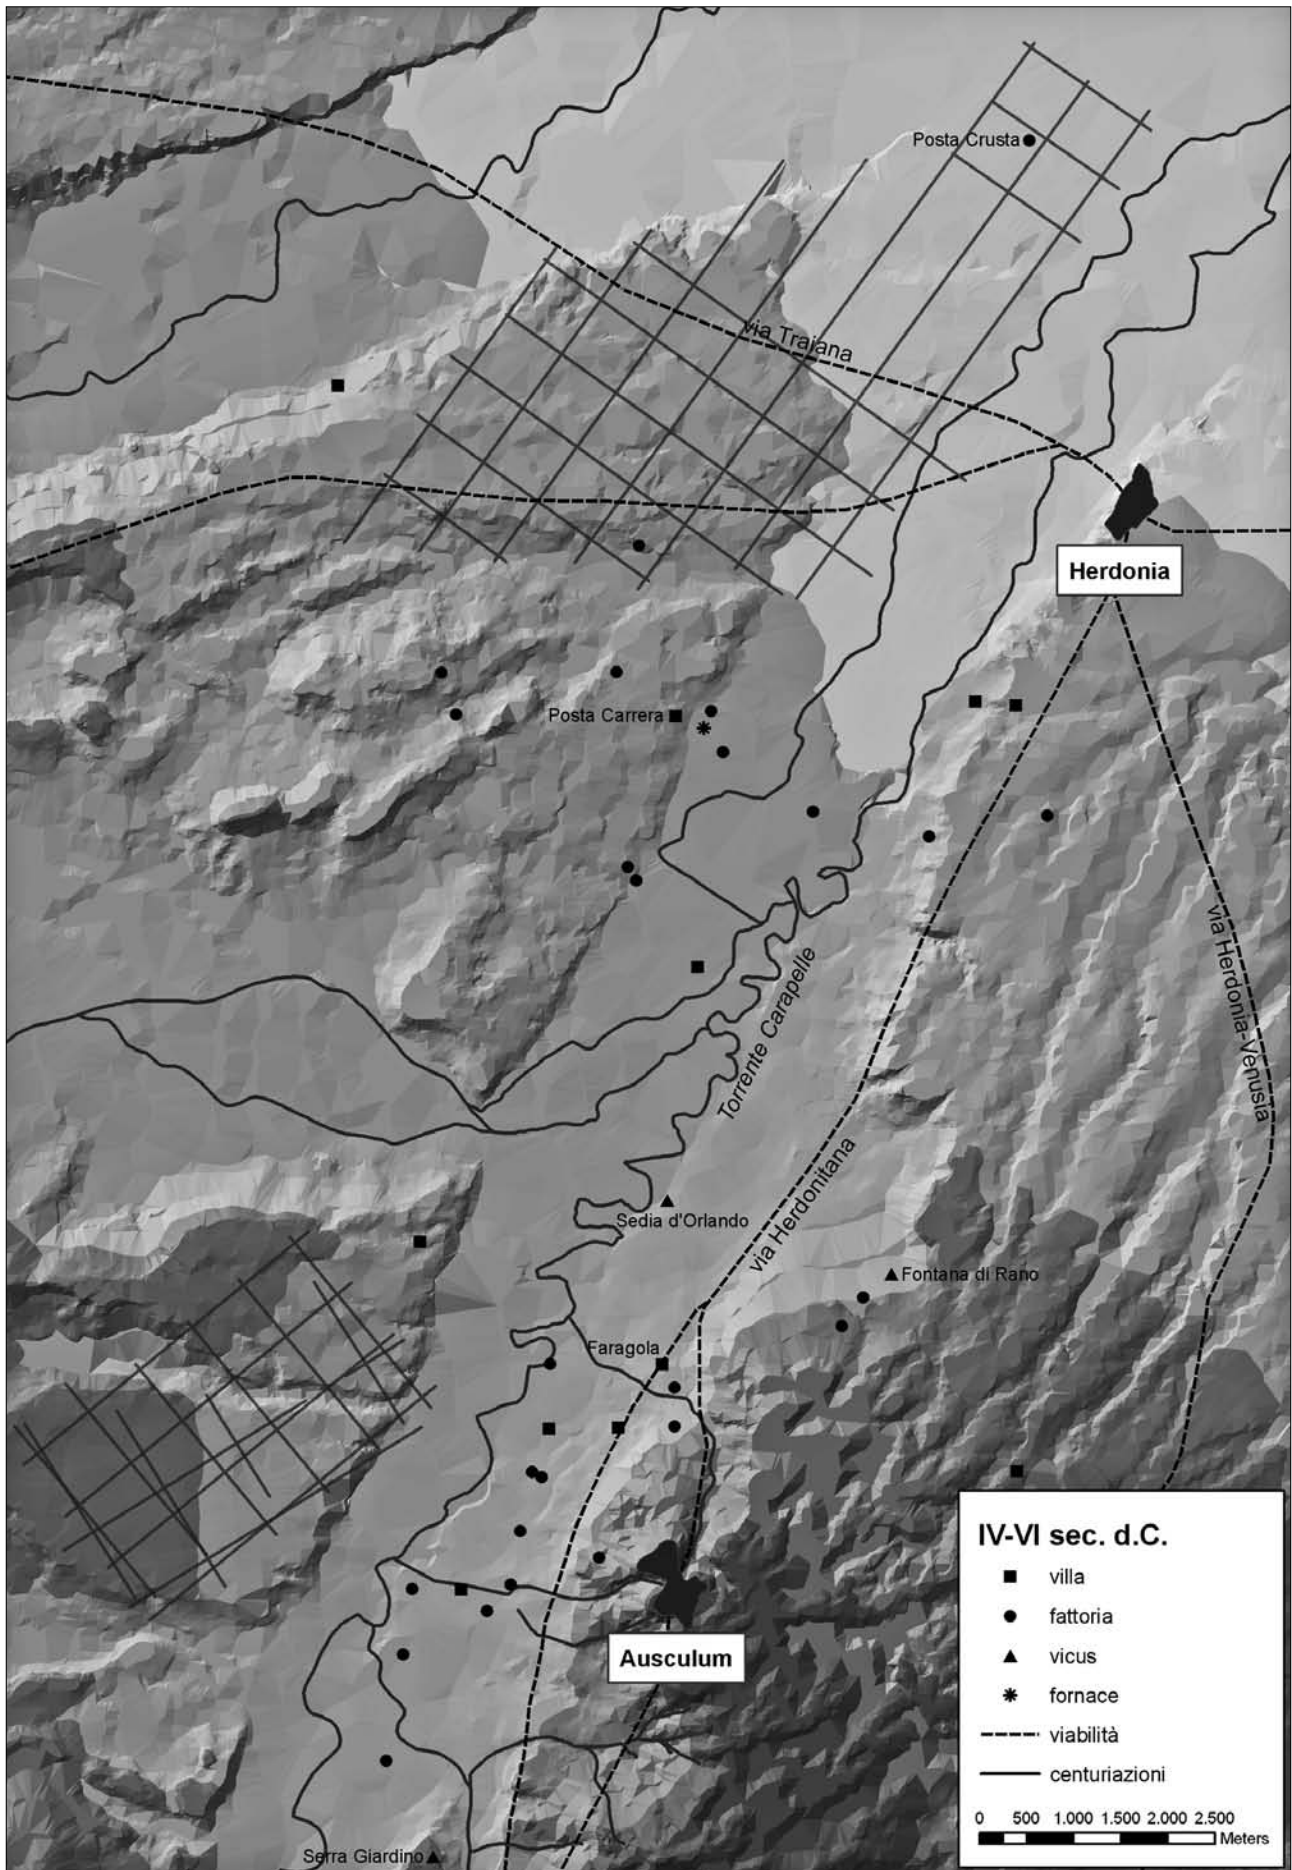 Posta Crusta
via Traiana
Herdonia
Posta Carrera
via Herdonia-Venusia
Torrente Carapelle
via Herdonitana
Sedia d'Orlando
Fontana di Rano
Faragola
Ausculum
Serra Giardino
IV-VI sec. d.C.
villa
fattoria
vicus
fornace
viabilità
centuriazioni
0 500 1.000 1.500 2.000 2.500
Meters